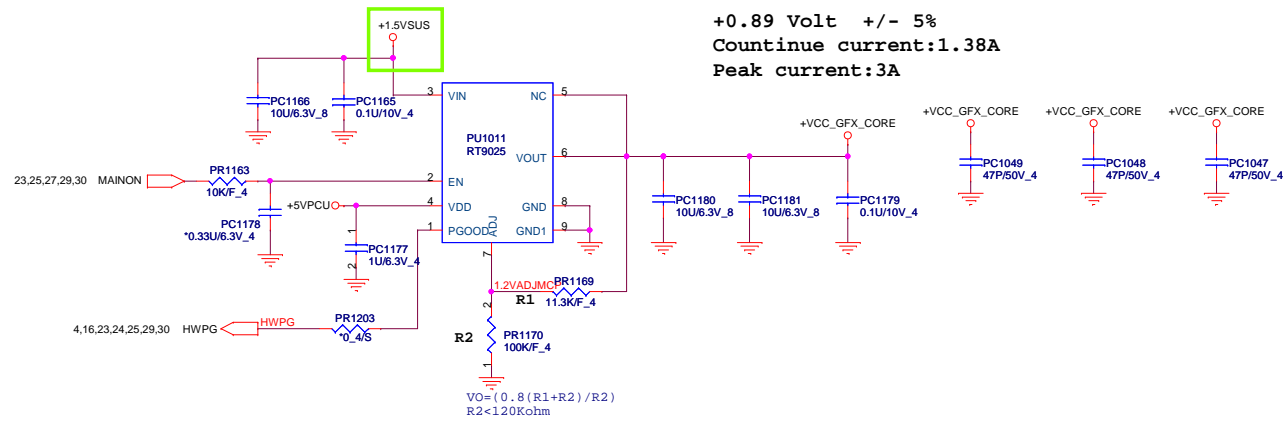 +0.89 Volt +/- 5%
Countinue current:1.38A
Peak current:3A
+1.5VSUS
PC1166
10U/6.3V_8
PC1165
0.1U/10V_4
3
VIN
NC
5
PU1011
RT9025
VOUT
6
+VCC_GFX_CORE
+VCC_GFX_CORE
PC1049
47P/50V_4
+VCC_GFX_CORE
PC1048
47P/50V_4
+VCC_GFX_CORE
PC1047
47P/50V_4
23,25,27,29,30 MAINON
PR1163
10K/F_4
2
EN
PC1178
*0.33U/6.3V_4
+5VPCU
4
VDD
GND
8
1
PGOOD
GND1
9
ADJ
7
1
PC1177
1U/6.3V_4
2
PC1180
10U/6.3V_8
PC1181
10U/6.3V_8
PC1179
0.1U/10V_4
1.2VADJMCP
PR1169
R1
11.3K/F_4
4,16,23,24,25,29,30 HWPG
HWPG
PR1203
*0_4/S
2
R2
PR1170
100K/F_4
1
VO=(0.8(R1+R2)/R2)
R2<120Kohm